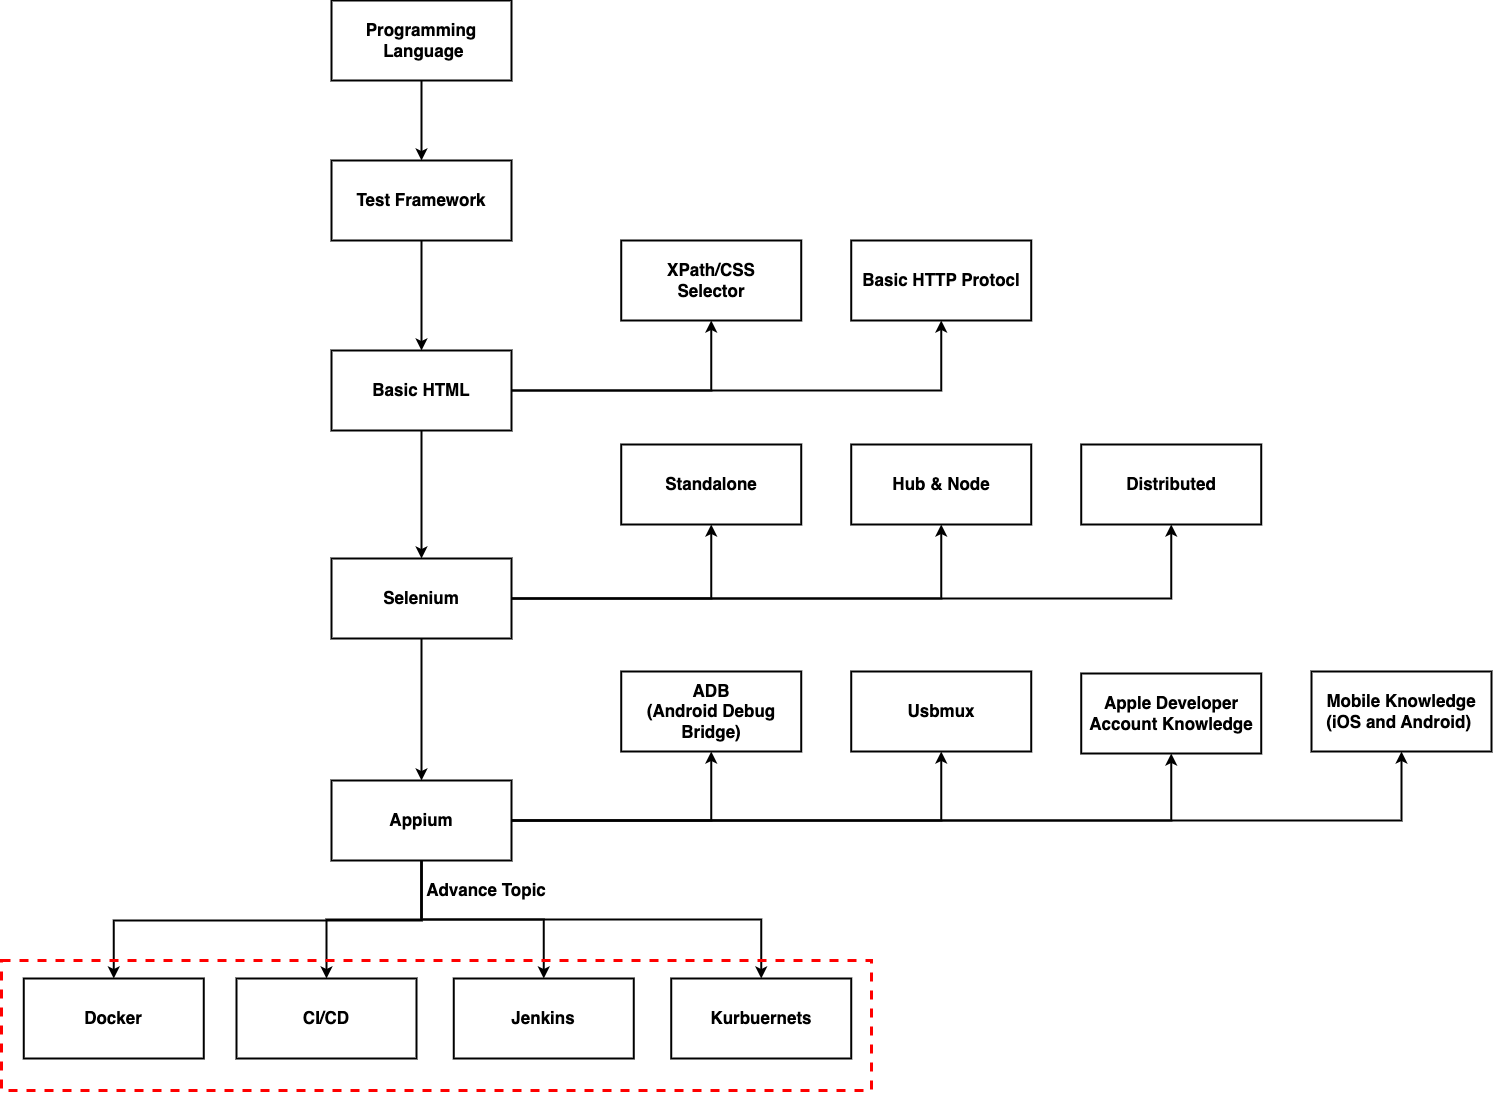 Programming
Language
Test Framework
XPath/CSS
Selector
Basic HTTP Protocl
Basic HTML
Standalone
Hub & Node
Distributed
Selenium
ADB
(Android Debug
Bridge)
Usbmux
Apple Developer
Account Knowledge
Mobile Knowledge
(iOS and Android)
Appium
Advance Topic
Docker
CI/CD
Jenkins
Kurbuernets